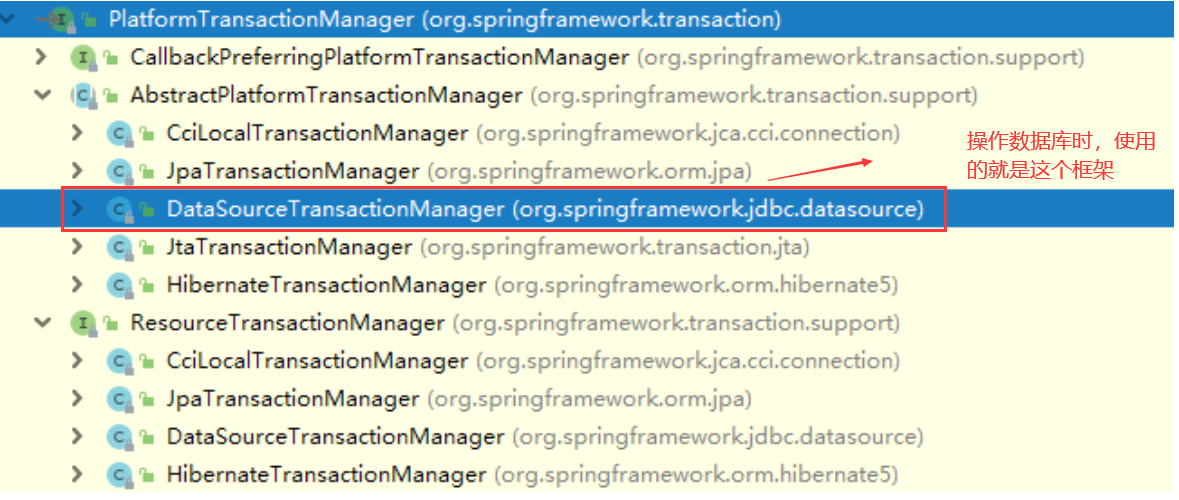 PlatformTransactionManager (org.springframework.transaction)
CallbackPreferringPlatformTransactionManager (org.springframework.transaction.support)
AbstractPlatformTransactionManager (org.springframework.transaction.support)
CciLocalTransactionManager (org.springframework.jca.cci.connection)
JpaTransactionManager (org.springframework.orm.jpa)
操作数据库时，使用
的就是这个框架
DataSourceTransactionManager (org.springframework.jdbc.datasource)
JtaTransactionManager (org.springframework.transaction.jta)
HibernateTransactionManager (org.springframework.orm.hibernate5)
ResourceTransactionManager (org.springframework.transaction.support)
CciLocalTransactionManager (org.springframework.jca.cci.connection)
JpaTransactionManager (org.springframework.orm.jpa)
DataSourceTransactionManager (org.springframework.jdbc.datasource)
HibernateTransactionManager (org.springframework.orm.hibernate5)